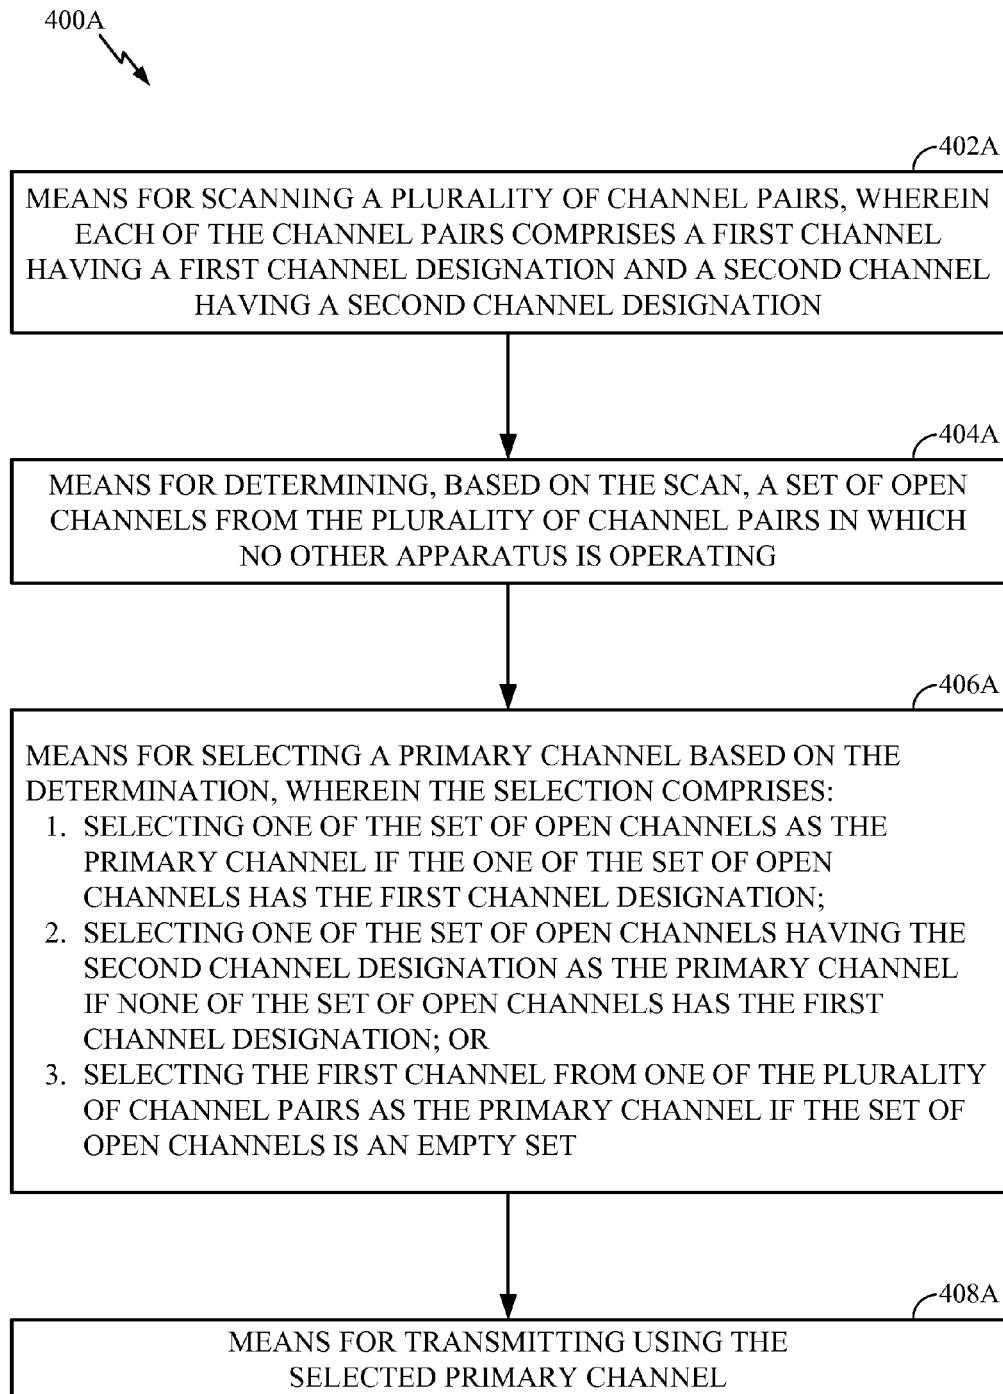 400A
402A
MEANS FOR SCANNING A PLURALITY OF CHANNEL PAIRS, WHEREIN
EACH OF THE CHANNEL PAIRS COMPRISES A FIRST CHANNEL
HAVING A FIRST CHANNEL DESIGNATION AND A SECOND CHANNEL
HAVING A SECOND CHANNEL DESIGNATION
404A
MEANS FOR DETERMINING, BASED ON THE SCAN, A SET OF OPEN
CHANNELS FROM THE PLURALITY OF CHANNEL PAIRS IN WHICH
NO OTHER APPARATUS IS OPERATING
406A
MEANS FOR SELECTING A PRIMARY CHANNEL BASED ON THE
DETERMINATION, WHEREIN THE SELECTION COMPRISES:
1. SELECTING ONE OF THE SET OF OPEN CHANNELS AS THE
PRIMARY CHANNEL IF THE ONE OF THE SET OF OPEN
CHANNELS HAS THE FIRST CHANNEL DESIGNATION;
2. SELECTING ONE OF THE SET OF OPEN CHANNELS HAVING THE
SECOND CHANNEL DESIGNATION AS THE PRIMARY CHANNEL
IF NONE OF THE SET OF OPEN CHANNELS HAS THE FIRST
CHANNEL DESIGNATION; OR
3. SELECTING THE FIRST CHANNEL FROM ONE OF THE PLURALITY
OF CHANNEL PAIRS AS THE PRIMARY CHANNEL IF THE SET OF
OPEN CHANNELS IS AN EMPTY SET
408A
MEANS FOR TRANSMITTING USING THE
SELECTED PRIMARY CHANNEL